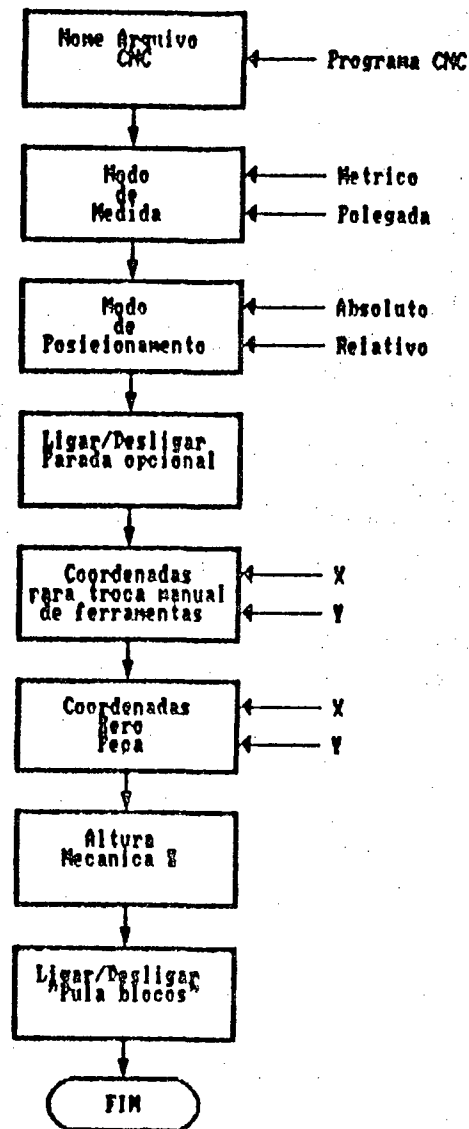 Nome Arquivo
CNC
Programa CNC
Modo
de
Medida
Metrico
Polegada
Modo
de
Posicionamento
Absoluto
Relativo
Ligar/Desligar
Parada opcional
Coordenadas
para troca manual
de ferramentas
X
Y
Coordenadas
Zero
Peca
X
Y
Altura
Mecanica Z
Ligar/Desligar
"Pula blocos"
FIM